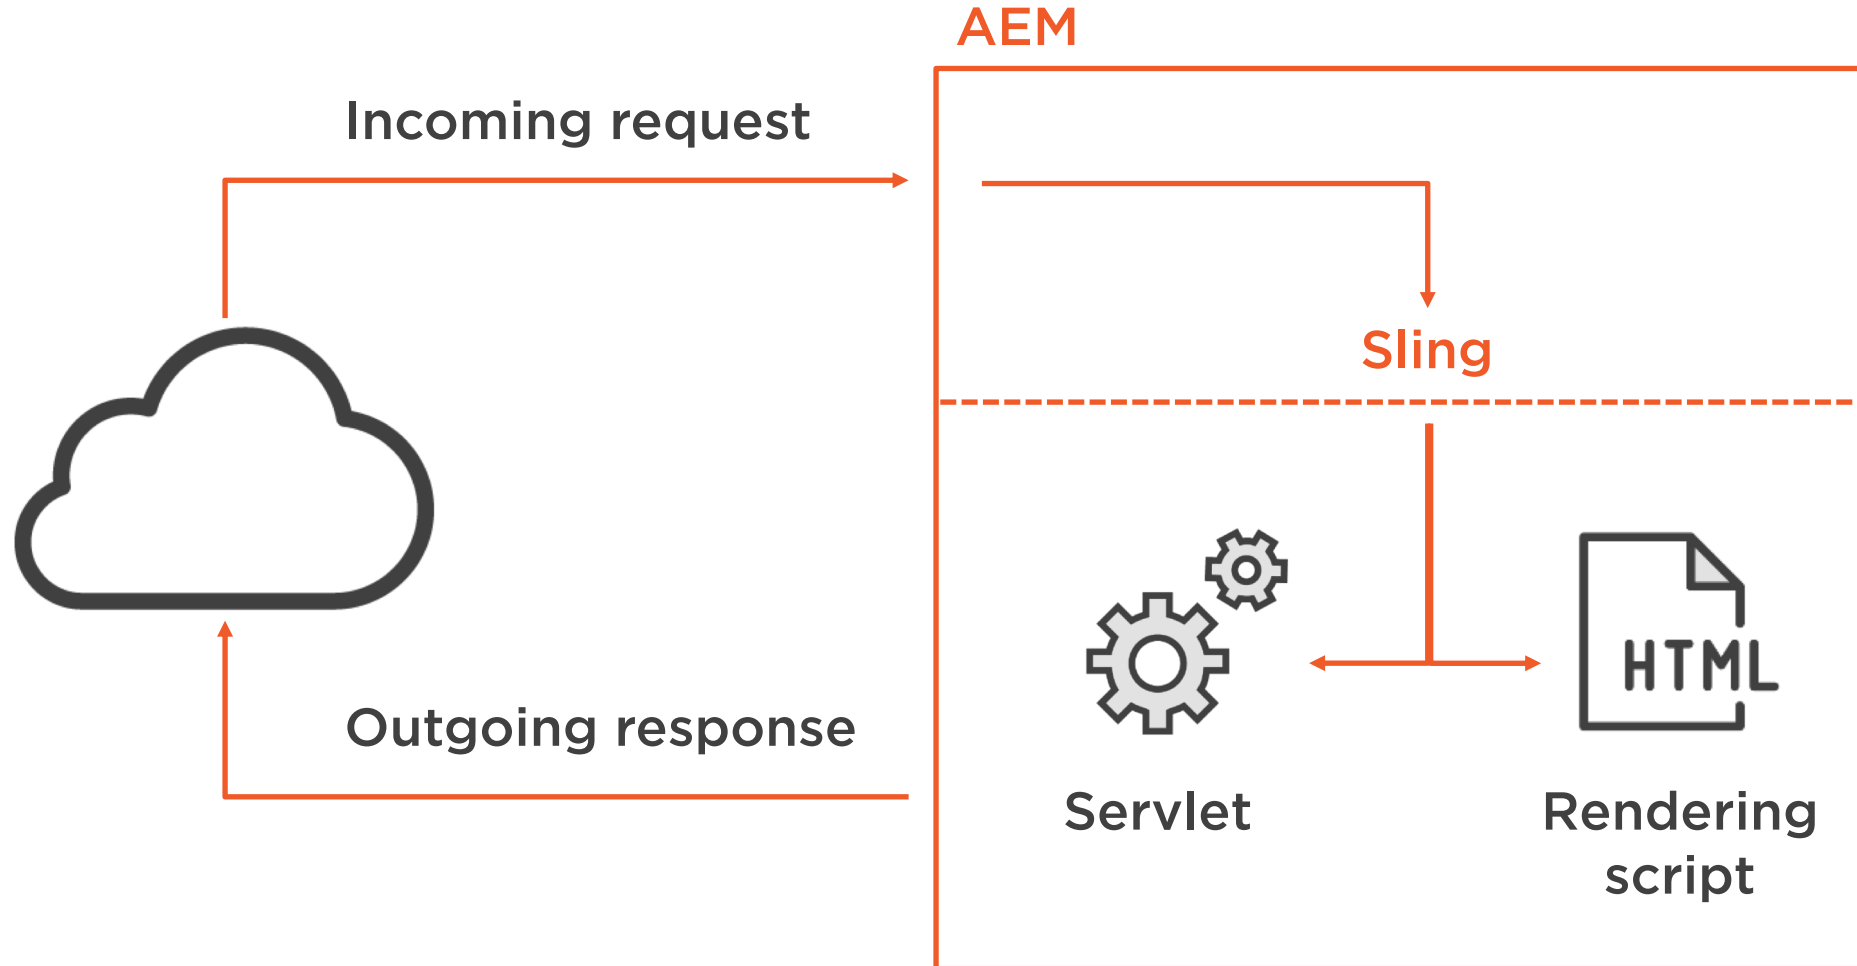 AEM
Incoming request
Sling
HTML
Outgoing response
Servlet
Rendering
script